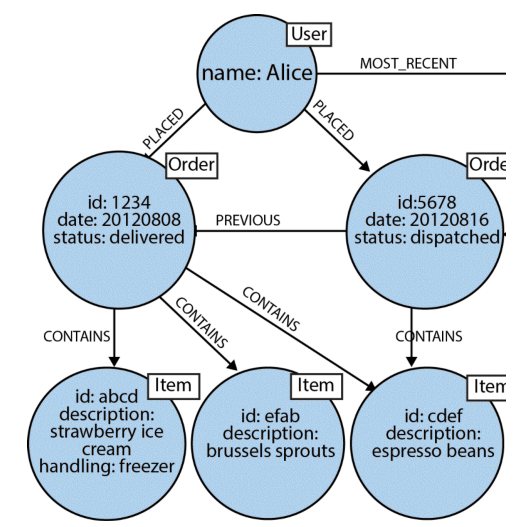 User
name: Alice
MOST_RECENT
PLACED
PLACED
Order
id: 1234
date: 20120808
status: delivered
PREVIOUS
Orde
id:5678
date: 20120816
status: dispatched
CONTAINS
CONTAINS
CONTAINS
CONTAINS
Item
id: abcd
description:
strawberry ice
cream
handling: freezer
Item
id: efab
description:
brussels sprouts
Item
id: cdef
description:
espresso beans